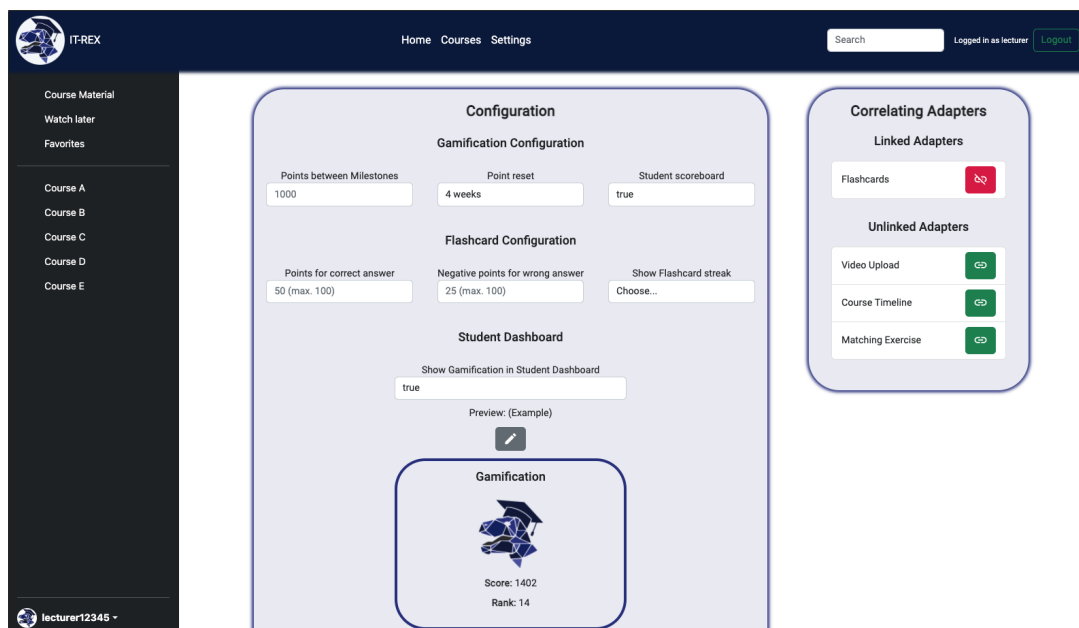 IT-REX
Home Courses Settings
Search
Logged in as lecturer
Logout
Course Material
Watch later
Favorites
Course A
Course B
Course C
Course D
Course E
lecturer12345
Configuration
Gamification Configuration
Points between Milestones Point reset Student scoreboard
1000 4 weeks true
Flashcard Configuration
Points for correct answer Negative points for wrong answer Show Flashcard streak
50 (max. 100) 25 (max. 100) Choose...
Student Dashboard
Show Gamification in Student Dashboard
true
Preview: (Example)
Gamification
Score: 1402
Rank: 14
Correlating Adapters
Linked Adapters
Flashcards
Unlinked Adapters
Video Upload
Course Timeline
Matching Exercise